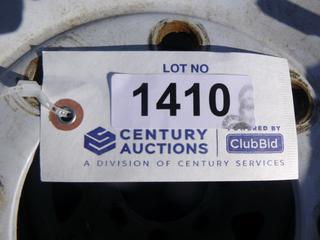 LOT NO
1410
CENTURY
AUCTIONS
POWERED BY
ClubBid
A DIVISION OF CENTURY SERVICES